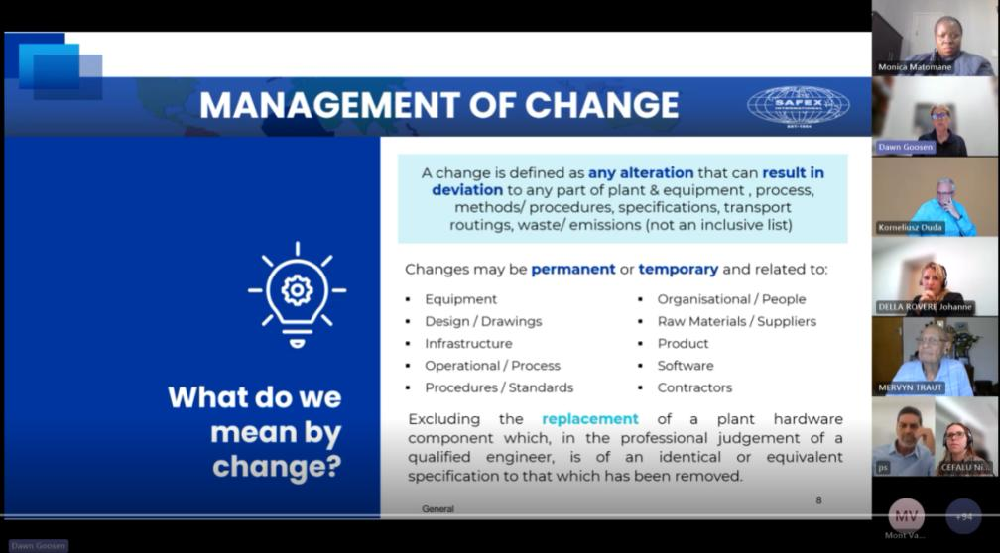 MANAGEMENT OF CHANGE
SAFEX
INTERNATIONAL
EST-1954
A change is defined as any alteration that can result in
deviation to any part of plant & equipment , process,
methods/ procedures, specifications, transport
routings, waste/ emissions (not an inclusive list)
Changes may be permanent or temporary and related to:
▪ Equipment
▪ Design / Drawings
▪ Infrastructure
▪ Operational / Process
▪ Procedures / Standards
▪ Organisational / People
▪ Raw Materials / Suppliers
▪ Product
▪ Software
▪ Contractors
Excluding the replacement of a plant hardware
component which, in the professional judgement of a
qualified engineer, is of an identical or equivalent
specification to that which has been removed.
What do we
mean by
change?
8
General
Monica Matomane
Dawn Goosen
Korneliusz Duda
DELLA ROVERE Johanne
MERVYN TRAUT
ps
CEFALU Ni...
MV
Mont Va...
+94
Dawn Goosen